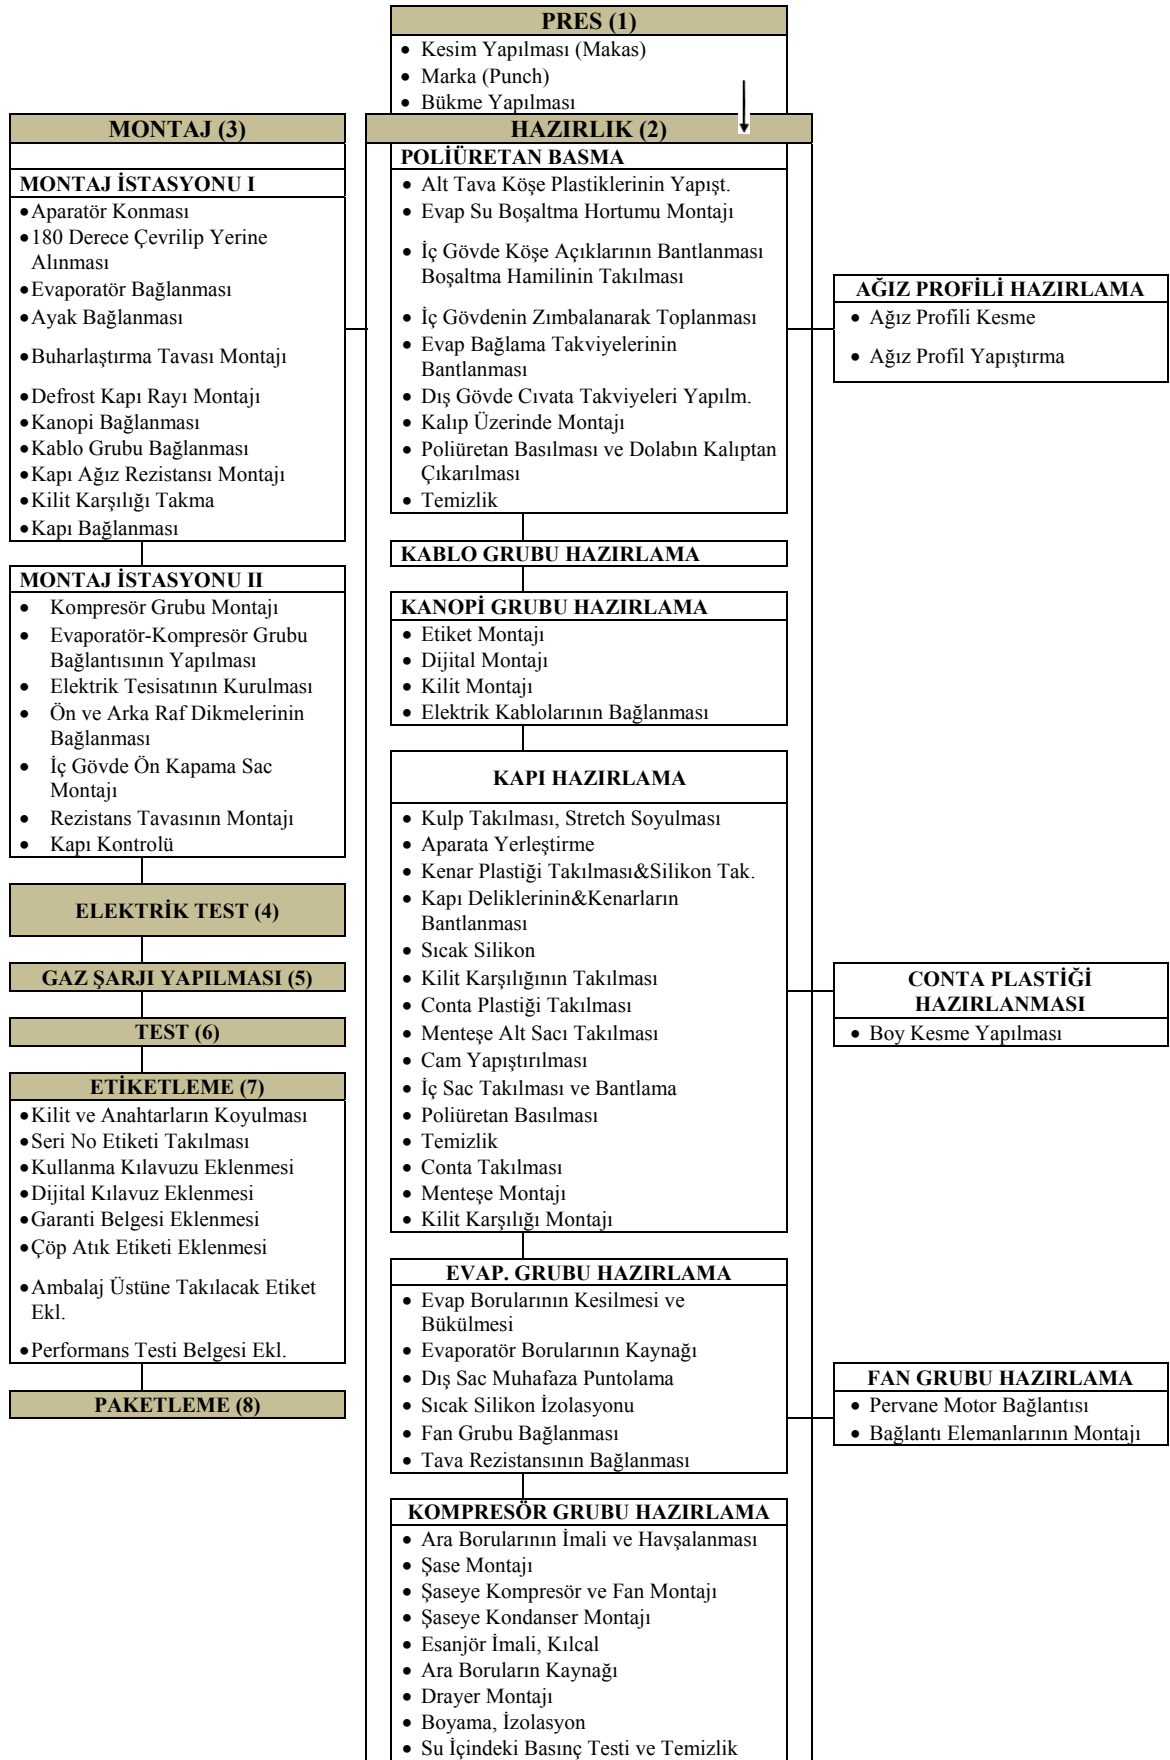 PRES (1)
• Kesim Yapılması (Makas)
• Marka (Punch)
• Bükme Yapılması
HAZIRLIK (2)
POLİÜRETAN BASMA
• Alt Tava Köşe Plastiklerinin Yapışt.
• Evap Su Boşaltma Hortumu Montajı
• İç Gövde Köşe Açıklarının Bantlanması
Boşaltma Hamilinin Takılması
• İç Gövdenin Zımbalanarak Toplanması
• Evap Bağlama Takviyelerinin
Bantlanması
• Dış Gövde Cıvata Takviyeleri Yapılm.
• Kalıp Üzerinde Montajı
• Poliüretan Basılması ve Dolabın Kalıptan
Çıkarılması
• Temizlik
AĞIZ PROFİLİ HAZIRLAMA
• Ağız Profili Kesme
• Ağız Profil Yapıştırma
KABLO GRUBU HAZIRLAMA
KANOPİ GRUBU HAZIRLAMA
• Etiket Montajı
• Dijital Montajı
• Kilit Montajı
• Elektrik Kablolarının Bağlanması
KAPI HAZIRLAMA
• Kulp Takılması, Stretch Soyulması
• Aparata Yerleştirme
• Kenar Plastiği Takılması&Silikon Tak.
• Kapı Deliklerinin&Kenarların
Bantlanması
• Sıcak Silikon
• Kilit Karşılığının Takılması
• Conta Plastiği Takılması
• Menteşe Alt Sacı Takılması
• Cam Yapıştırılması
• İç Sac Takılması ve Bantlama
• Poliüretan Basılması
• Temizlik
• Conta Takılması
• Menteşe Montajı
• Kilit Karşılığı Montajı
CONTA PLASTİĞİ
HAZIRLANMASI
• Boy Kesme Yapılması
EVAP. GRUBU HAZIRLAMA
• Evap Borularının Kesilmesi ve
Bükülmesi
• Evaporatör Borularının Kaynağı
• Dış Sac Muhafaza Puntolama
• Sıcak Silikon İzolasyonu
• Fan Grubu Bağlanması
• Tava Rezistansının Bağlanması
FAN GRUBU HAZIRLAMA
• Pervane Motor Bağlantısı
• Bağlantı Elemanlarının Montajı
KOMPRESÖR GRUBU HAZIRLAMA
• Ara Borularının İmali ve Havşalanması
• Şase Montajı
• Şaseye Kompresör ve Fan Montajı
• Şaseye Kondanser Montajı
• Esanjör İmali, Kılcal
• Ara Boruların Kaynağı
• Drayer Montajı
• Boyama, İzolasyon
• Su İçindeki Basınç Testi ve Temizlik
MONTAJ (3)
MONTAJ İSTASYONU I
•Aparatör Konması
•180 Derece Çevrilip Yerine
Alınması
•Evaporatör Bağlanması
•Ayak Bağlanması
•Buharlaştırma Tavası Montajı
•Defrost Kapı Rayı Montajı
•Kanopi Bağlanması
•Kablo Grubu Bağlanması
•Kapı Ağız Rezistansı Montajı
•Kilit Karşılığı Takma
•Kapı Bağlanması
MONTAJ İSTASYONU II
• Kompresör Grubu Montajı
• Evaporatör-Kompresör Grubu
Bağlantısının Yapılması
• Elektrik Tesisatının Kurulması
• Ön ve Arka Raf Dikmelerinin
Bağlanması
• İç Gövde Ön Kapama Sac
Montajı
• Rezistans Tavasının Montajı
• Kapı Kontrolü
ELEKTRİK TEST (4)
GAZ ŞARJI YAPILMASI (5)
TEST (6)
ETİKETLEME (7)
•Kilit ve Anahtarların Koyulması
•Seri No Etiketi Takılması
•Kullanma Kılavuzu Eklenmesi
•Dijital Kılavuz Eklenmesi
•Garanti Belgesi Eklenmesi
•Çöp Atık Etiketi Eklenmesi
•Ambalaj Üstüne Takılacak Etiket
Ekl.
•Performans Testi Belgesi Ekl.
PAKETLEME (8)